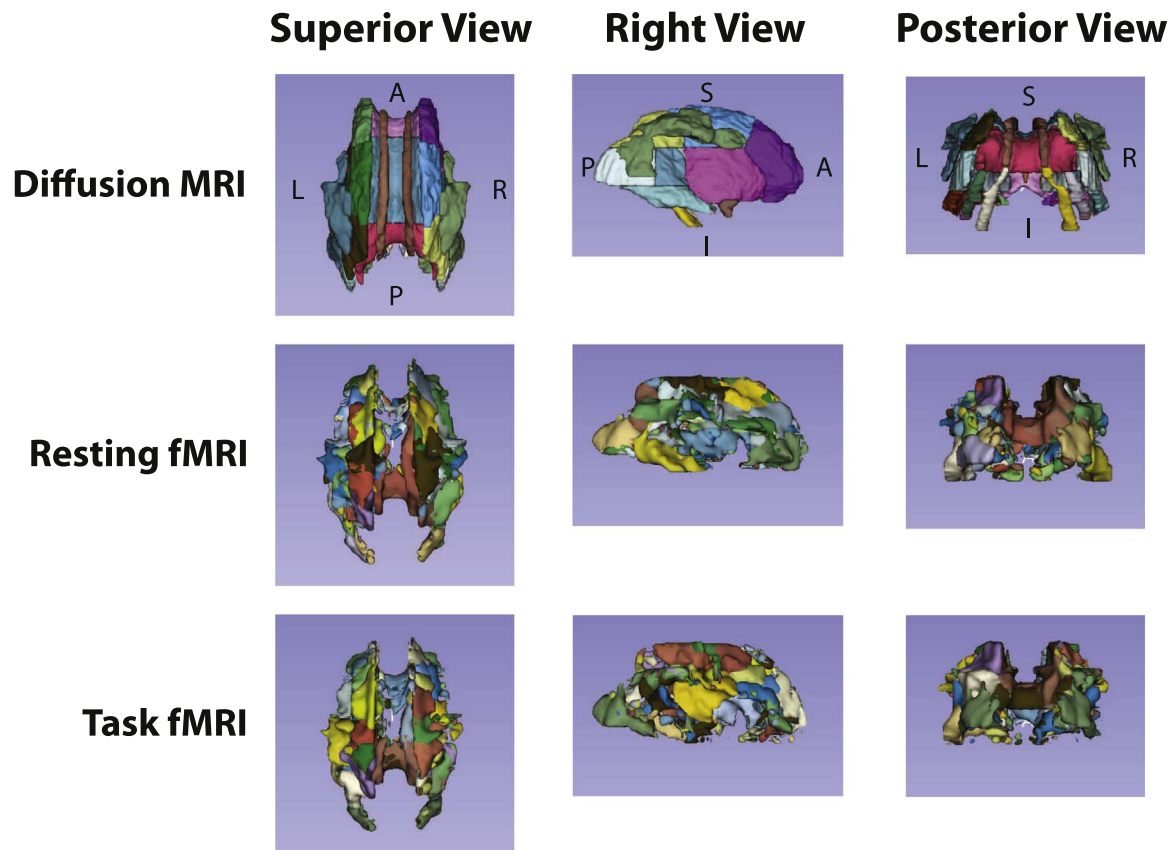 Superior View Right View Posterior View
A S S
Diffusion MRI L R P A L R
P I I
Resting fMRI
Task fMRI